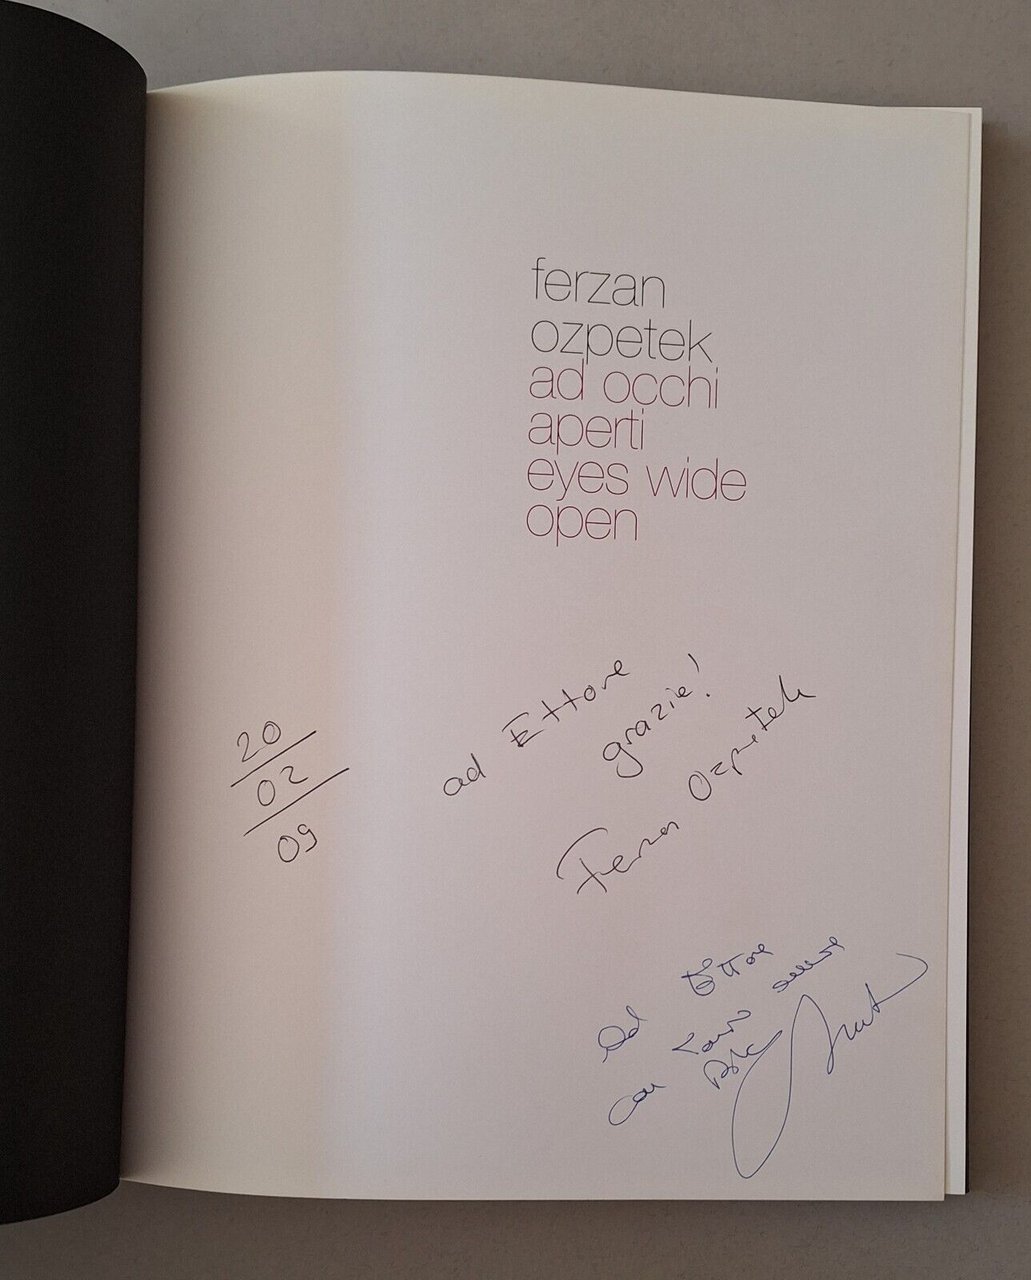 ferzan
ozpetek
ad occhi
aperti
eyes wide
open
20
02
09
ad Ettore
grazie!
Ferzan Ozpetek
Ad Ettore
con